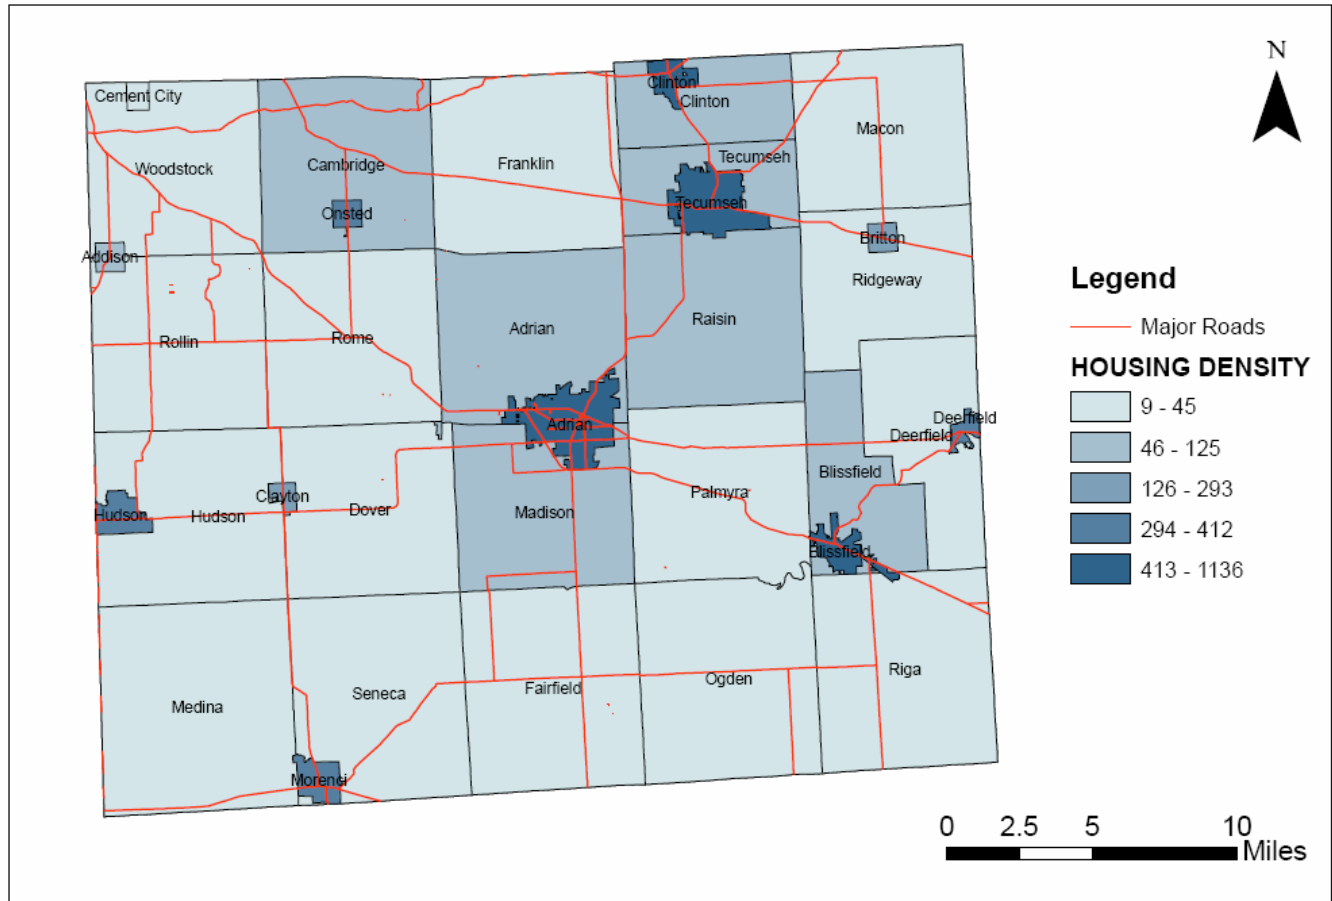 N
Clinton
Cement City
Clinton
Macon
Tecumseh
Franklin
Cambridge
Woodstock
Tecumseh
Onsted
Britton
Addison
Ridgeway
Legend
Raisin
Adrian
Major Roads
Rome
Rollin
HOUSING DENSITY
9 - 45
Deerfield
Adrian
Deerfield
46 - 125
Blissfield
126 - 293
Clayton
Palmyra
Dover
Madison
Hudson
Hudson
294 - 412
Blissfield
413 - 1136
Riga
Ogden
Fairfield
Seneca
Medina
Morenci
0 2.5 5 10
Miles